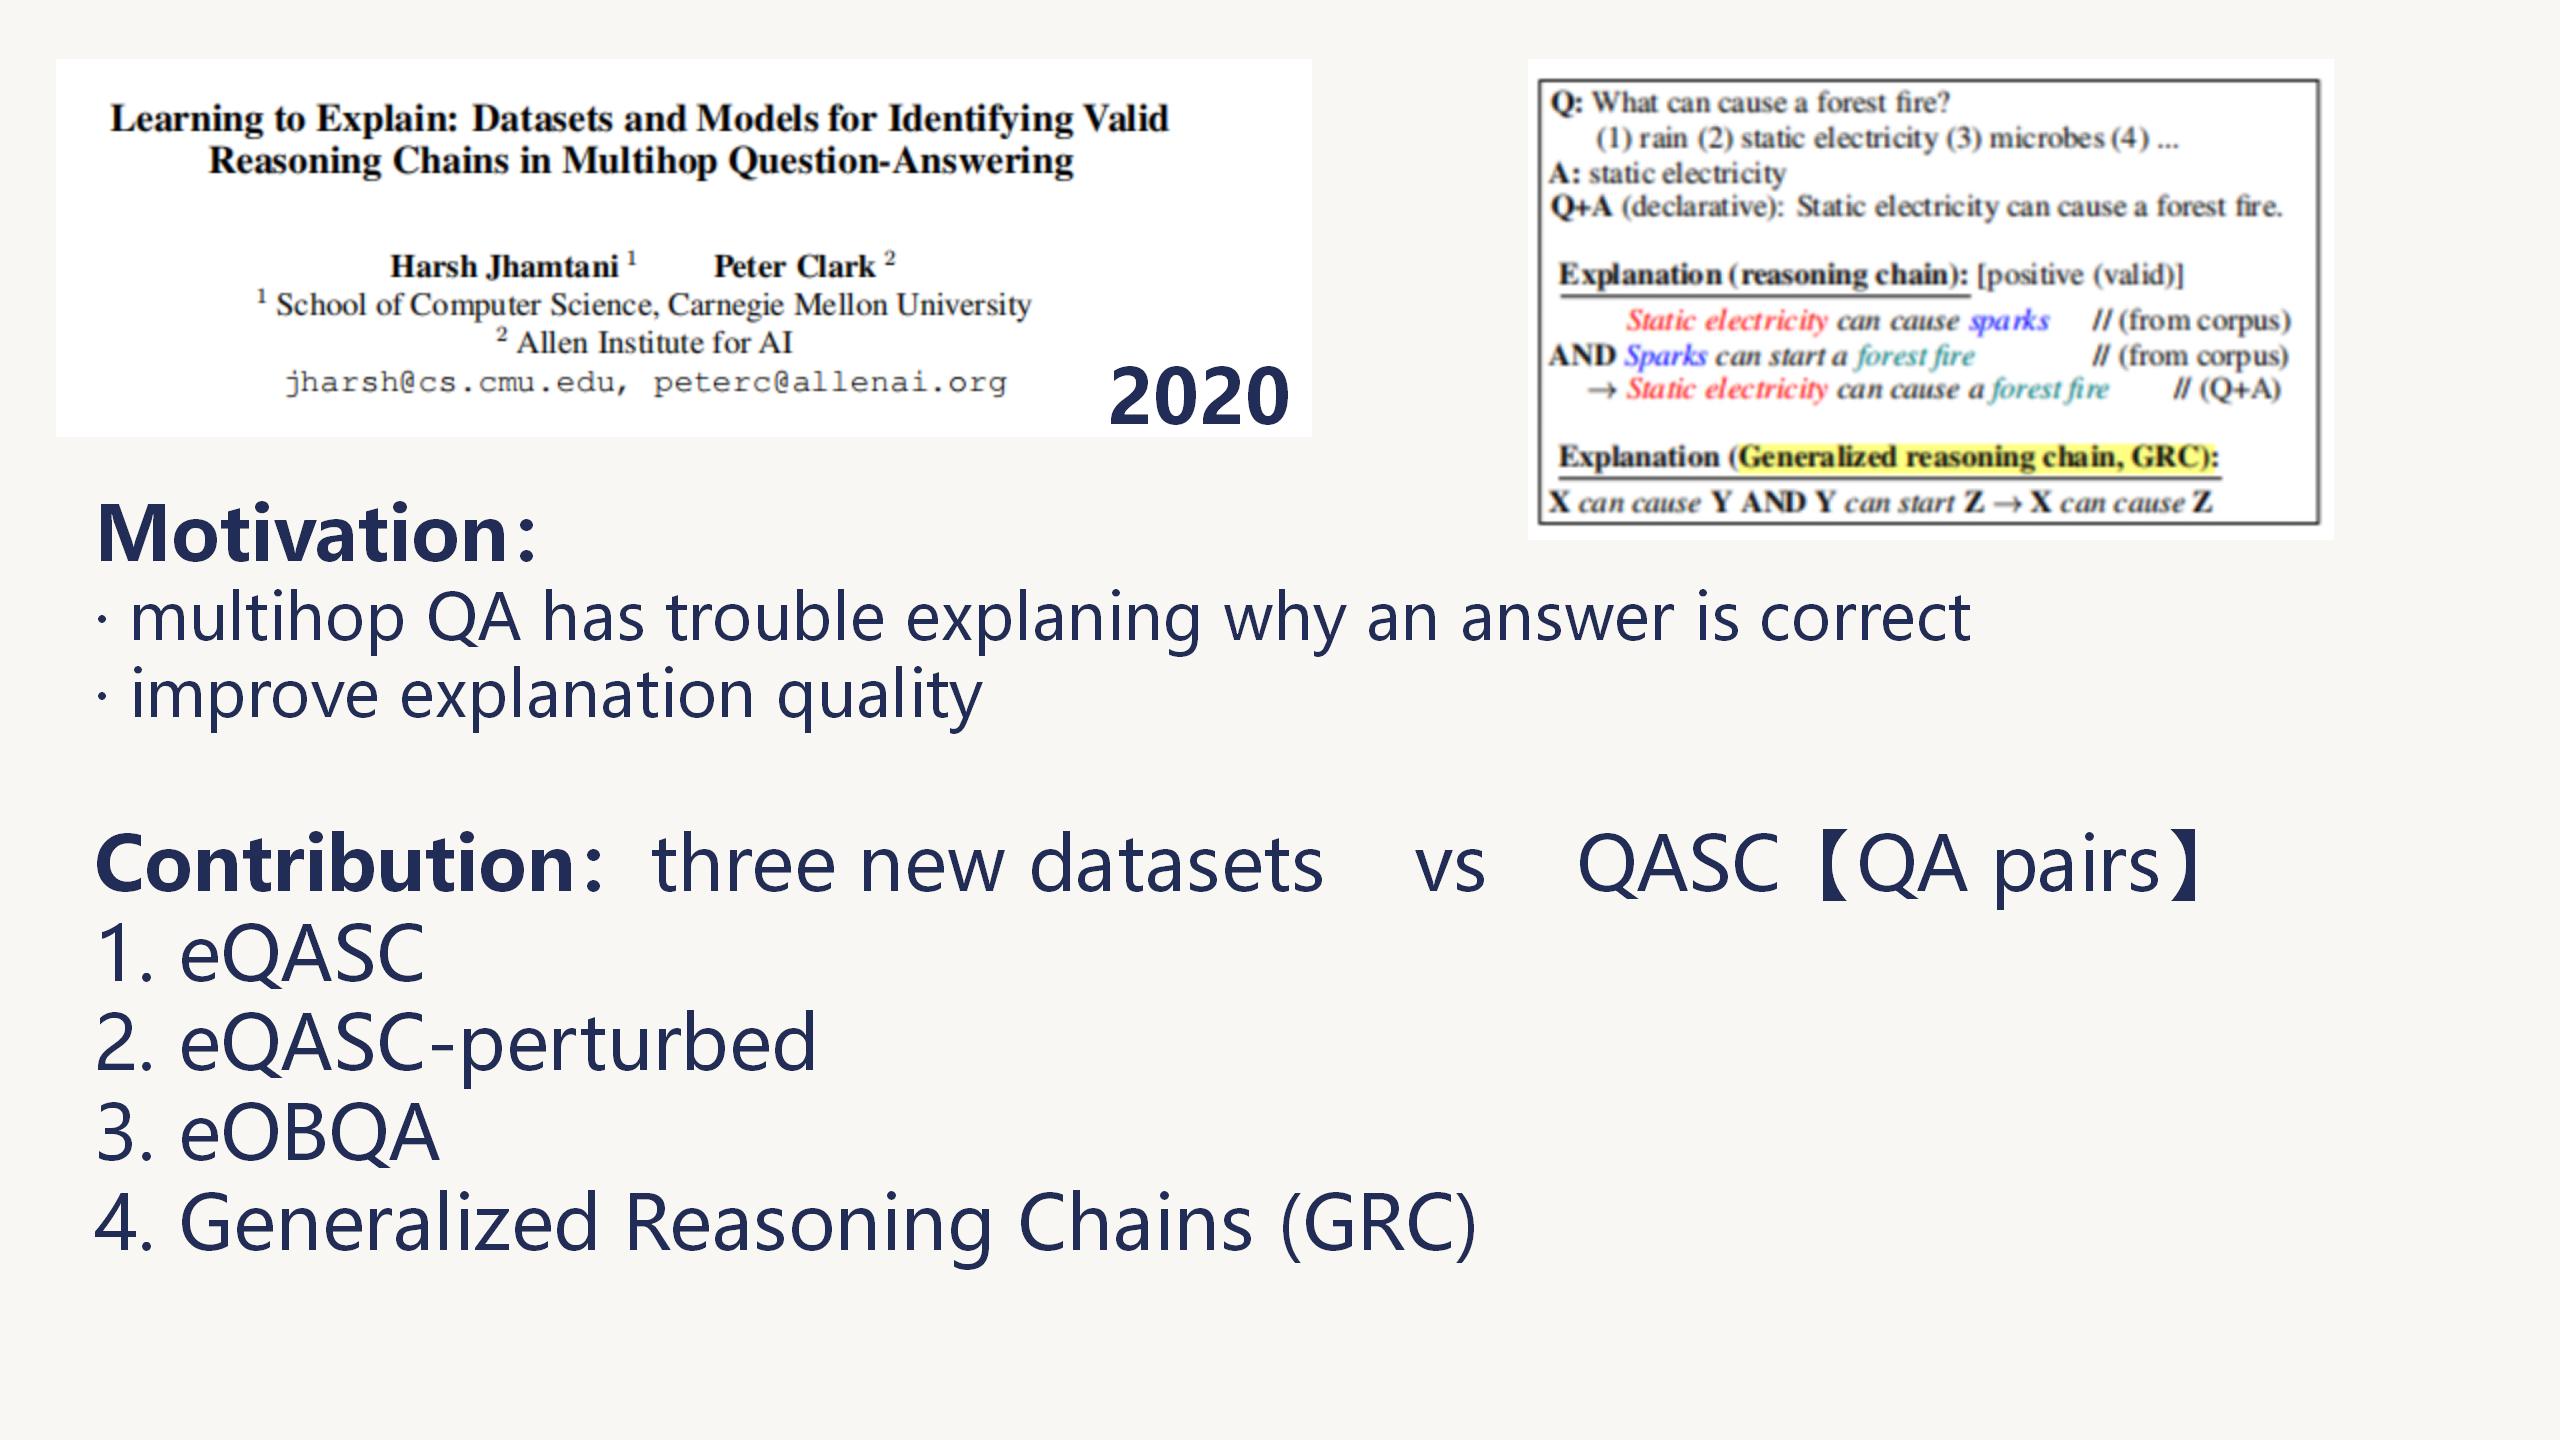 Learning to Explain: Datasets and Models for Identifying Valid
Reasoning Chains in Multihop Question-Answering
Harsh Jhamtani 1 Peter Clark 2
1 School of Computer Science, Carnegie Mellon University
2 Allen Institute for AI
jharsh@cs.cmu.edu, peterc@allenai.org
2020
Q: What can cause a forest fire?
(1) rain (2) static electricity (3) microbes (4) ...
A: static electricity
Q+A (declarative): Static electricity can cause a forest fire.
Explanation (reasoning chain): [positive (valid)]
Static electricity can cause sparks // (from corpus)
AND Sparks can start a forest fire // (from corpus)
→ Static electricity can cause a forest fire // (Q+A)
Explanation (Generalized reasoning chain, GRC):
X can cause Y AND Y can start Z → X can cause Z
Motivation：
· multihop QA has trouble explaning why an answer is correct
· improve explanation quality
Contribution：three new datasets vs QASC【QA pairs】
1. eQASC
2. eQASC-perturbed
3. eOBQA
4. Generalized Reasoning Chains (GRC)